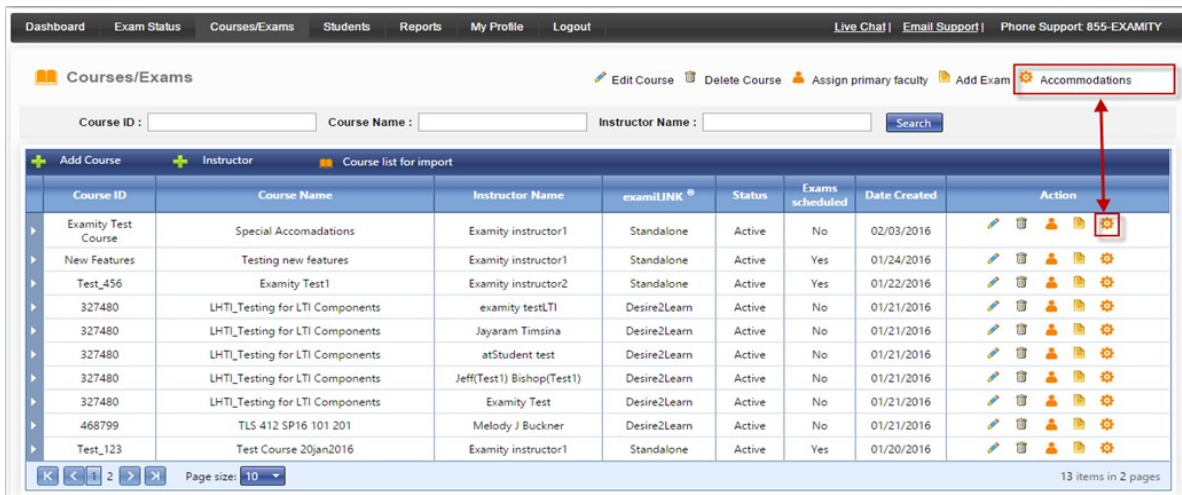 Dashboard Exam Status Courses/Exams Students Reports My Profile Logout Live Chat | Email Support | Phone Support 855-EXAMITY
Courses/Exams Edit Course Delete Course Assign primary faculty Add Exam Accommodations
Course ID : Course Name : Instructor Name : Search
Add Course Instructor Course list for import
Course ID Course Name Instructor Name examiLINK ® Status Exams scheduled Date Created Action
Examity Test Course Special Accomadations Examity instructor1 Standalone Active No 02/03/2016
New Features Testing new features Examity instructor1 Standalone Active Yes 01/24/2016
Test_456 Examity Test1 Examity instructor2 Standalone Active Yes 01/22/2016
327480 LHTI_Testing for LTI Components examity testLTI Desire2Learn Active No 01/21/2016
327480 LHTI_Testing for LTI Components Jayaram Timsina Desire2Learn Active No 01/21/2016
327480 LHTI_Testing for LTI Components atStudent test Desire2Learn Active No 01/21/2016
327480 LHTI_Testing for LTI Components Jeff(Test1) Bishop(Test1) Desire2Learn Active No 01/21/2016
327480 LHTI_Testing for LTI Components Examity Test Desire2Learn Active No 01/21/2016
468799 TLS 412 SP16 101 201 Melody J Buckner Desire2Learn Active No 01/21/2016
Test_123 Test Course 20jan2016 Examity instructor1 Standalone Active Yes 01/20/2016
1 2 Page size: 10 13 items in 2 pages